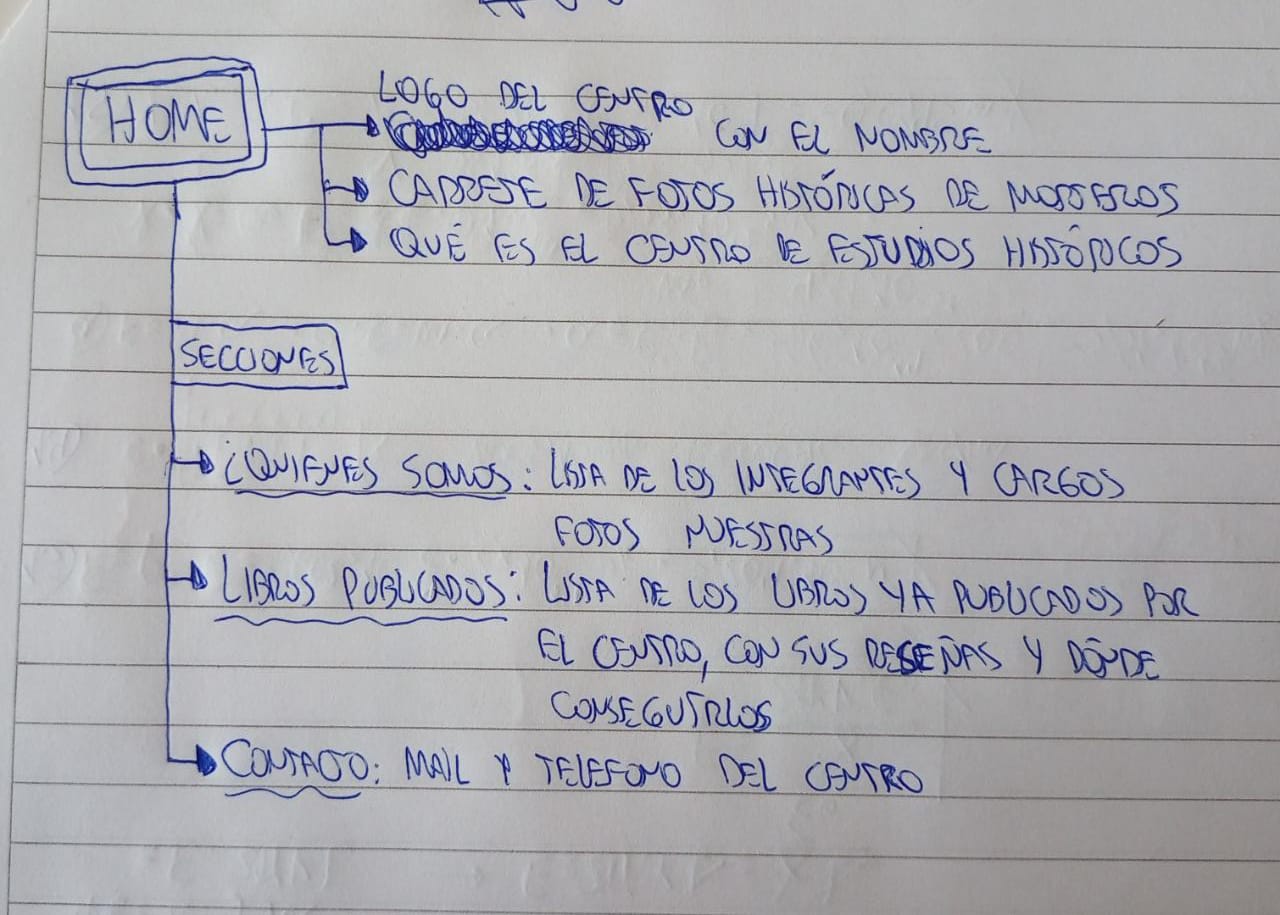 HOME
LOGO DEL CENTRO
CON EL NOMBRE
CARRETE DE FOTOS HISTÓRICAS DE MORTEROS
QUÉ ES EL CENTRO DE ESTUDIOS HISTÓRICOS
SECCIONES
¿QUIENES SOMOS: LISTA DE LOS INTEGRANTES Y CARGOS
FOTOS NUESTRAS
LIBROS PUBLICADOS: LISTA DE LOS LIBROS YA PUBLICADOS POR
EL CENTRO, CON SUS RESEÑAS Y DÓNDE
CONSEGUIRLOS
CONTACTO: MAIL Y TELEFONO DEL CENTRO